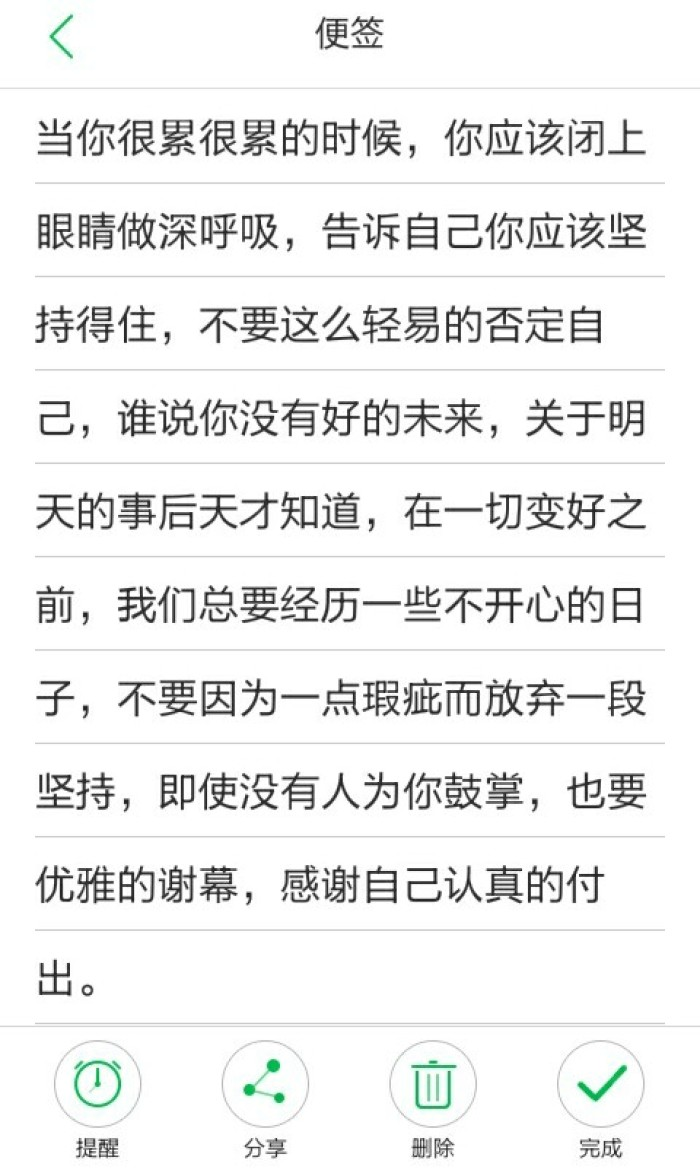 便签
当你很累很累的时候，你应该闭上
眼睛做深呼吸，告诉自己你应该坚
持得住，不要这么轻易的否定自
己，谁说你没有好的未来，关于明
天的事后天才知道，在一切变好之
前，我们总要经历一些不开心的日
子，不要因为一点瑕疵而放弃一段
坚持，即使没有人为你鼓掌，也要
优雅的谢幕，感谢自己认真的付
出。
提醒 分享 删除 完成